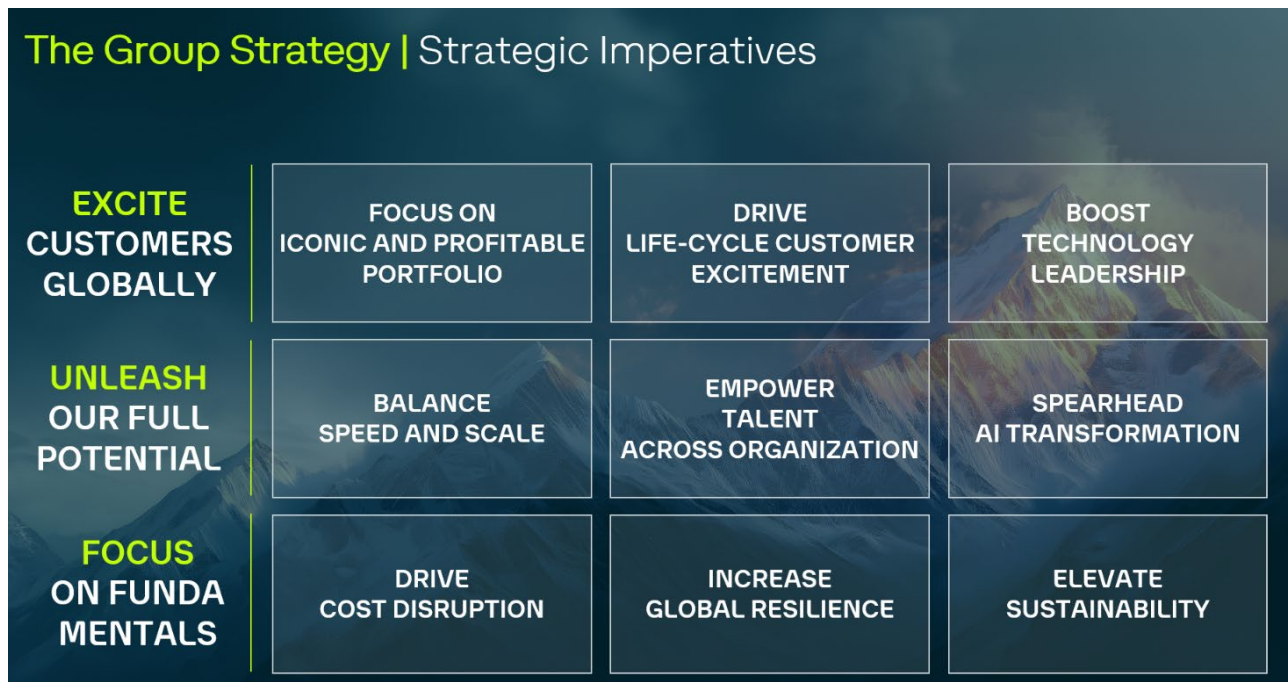 The Group Strategy | Strategic Imperatives
EXCITE
CUSTOMERS
GLOBALLY
FOCUS ON
ICONIC AND PROFITABLE
PORTFOLIO
DRIVE
LIFE-CYCLE CUSTOMER
EXCITEMENT
BOOST
TECHNOLOGY
LEADERSHIP
UNLEASH
OUR FULL
POTENTIAL
BALANCE
SPEED AND SCALE
EMPOWER
TALENT
ACROSS ORGANIZATION
SPEARHEAD
AI TRANSFORMATION
FOCUS
ON FUNDA
MENTALS
DRIVE
COST DISRUPTION
INCREASE
GLOBAL RESILIENCE
ELEVATE
SUSTAINABILITY